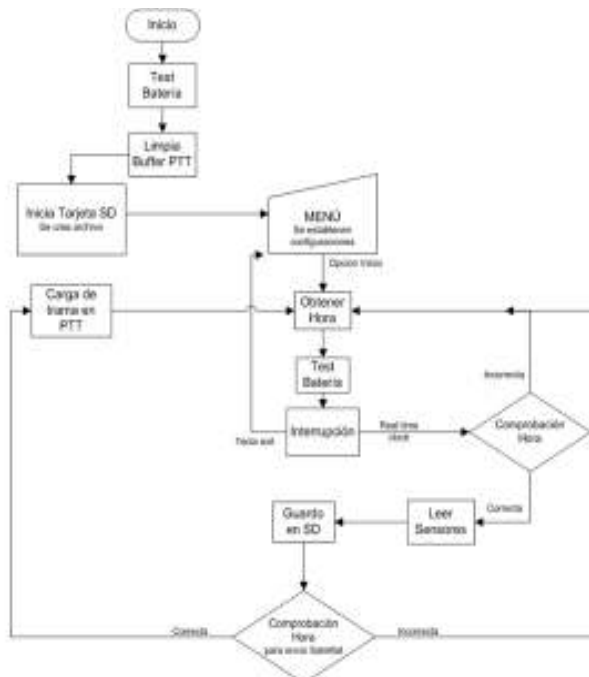 Inicio
Test
Batería
Limpia
Buffer PTT
Inicia Tarjeta SD
Se crea archivo
MENÚ
Se establecen
configuraciones
Opción Inicio
Carga de
trama en
PTT
Obtener
Hora
Test
Batería
Incorrecta
Interrupción
Real time
clock
Comprobación
Hora
Tecla exit
Guardo
en SD
Leer
Sensores
Correcta
Correcta
Comprobación
Hora
para envío Satelital
Incorrecta